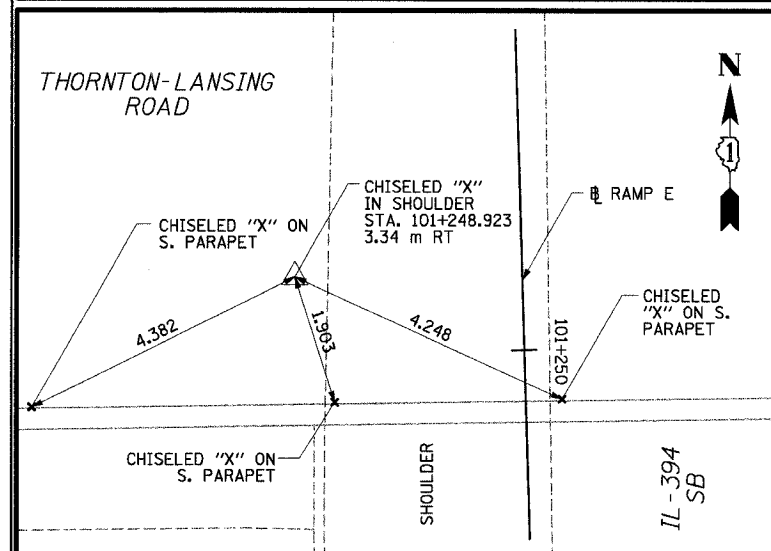 THORNTON-LANSING
ROAD
N
1
CHISELED "X"
IN SHOULDER
STA. 101+248.923
3.34 m RT
℄ RAMP E
CHISELED "X" ON
S. PARAPET
CHISELED
"X" ON S.
PARAPET
4.382
1.903
4.248
101+250
CHISELED "X" ON
S. PARAPET
SHOULDER
IL-394
SB